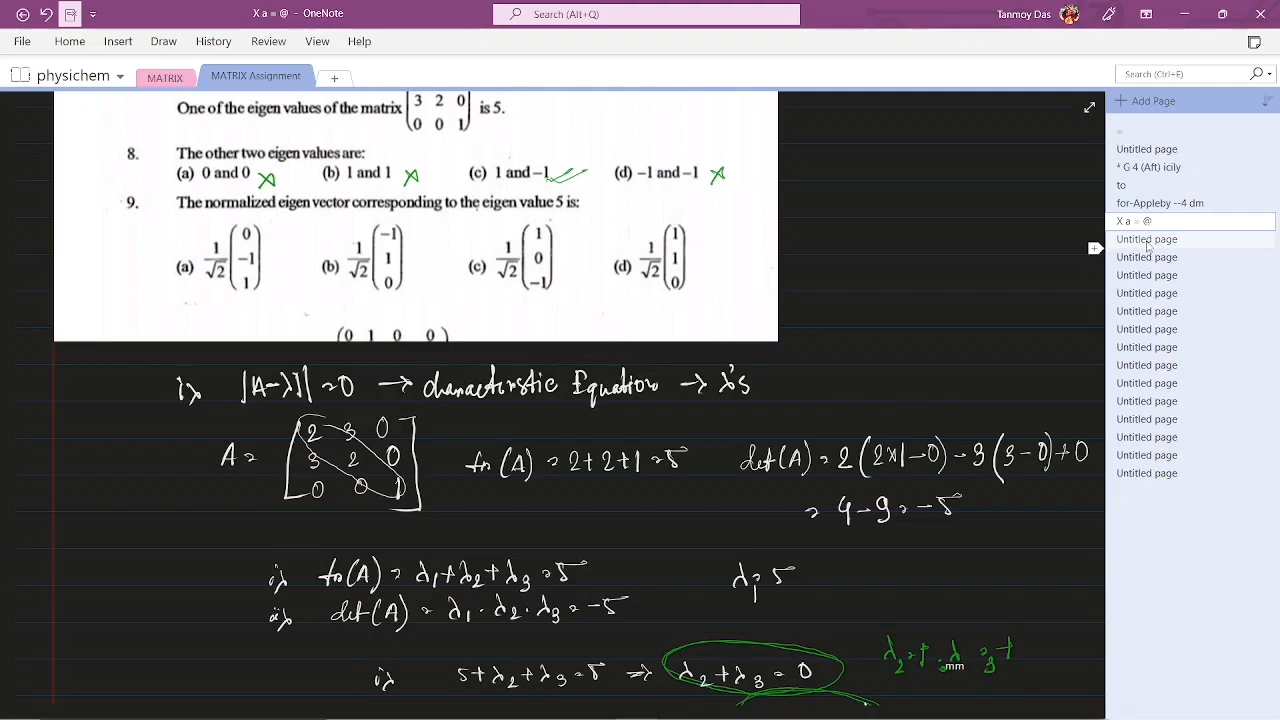 X a = @ - OneNote
Search (Alt+Q)
Tanmoy Das
File Home Insert Draw History Review View Help
physichem MATRIX MATRIX Assignment +
Search (Ctrl+E)
Add Page
=
Untitled page
* G 4 (Aft) icily
to
for-Appleby --4 dm
X a = @
Untitled page
Untitled page
Untitled page
Untitled page
Untitled page
Untitled page
Untitled page
Untitled page
Untitled page
Untitled page
Untitled page
Untitled page
Untitled page
Untitled page
One of the eigen values of the matrix |3 2 0| is 5.
(0 0 1)
8. The other two eigen values are:
(a) 0 and 0 (b) 1 and 1 (c) 1 and −1 (d) −1 and −1
9. The normalized eigen vector corresponding to the eigen value 5 is:
(a) 1/√2 (0 −1 1) (b) 1/√2 (−1 1 0) (c) 1/√2 (1 0 −1) (d) 1/√2 (1 1 0)
(0 1 0 0)
i> |A-λI| = 0 → characteristic Equation → λ's
A = [2 3 0
3 2 0
0 0 1]
tr(A) = 2+2+1 = 5
det(A) = 2(2×1-0) - 3(3-0)+0
= 4-9 = -5
i> tr(A) = λ1+λ2+λ3 = 5
λ1 = 5
ii> det(A) = λ1·λ2·λ3 = -5
i> 5+λ2+λ3 = 5 ⇒ λ2+λ3 = 0
mm